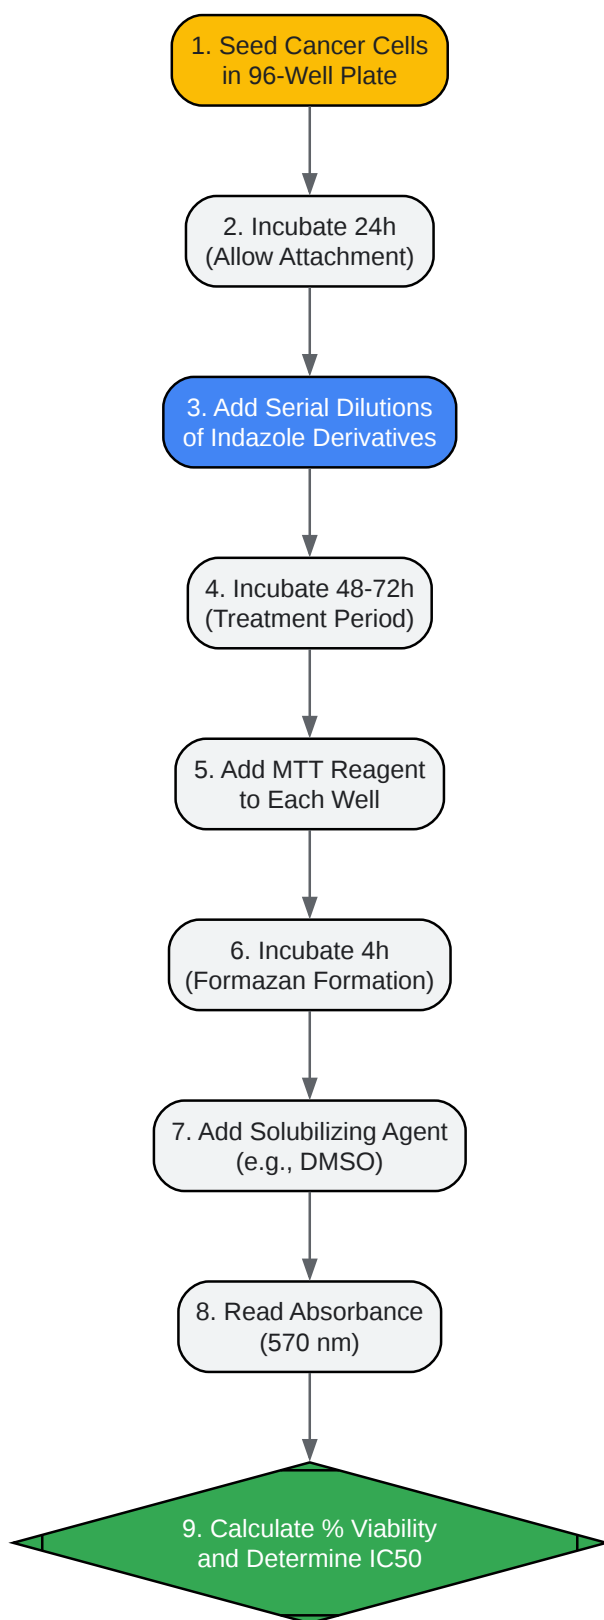 1. Seed Cancer Cells
in 96-Well Plate
2. Incubate 24h
(Allow Attachment)
3. Add Serial Dilutions
of Indazole Derivatives
4. Incubate 48-72h
(Treatment Period)
5. Add MTT Reagent
to Each Well
6. Incubate 4h
(Formazan Formation)
7. Add Solubilizing Agent
(e.g., DMSO)
8. Read Absorbance
(570 nm)
9. Calculate % Viability
and Determine IC50